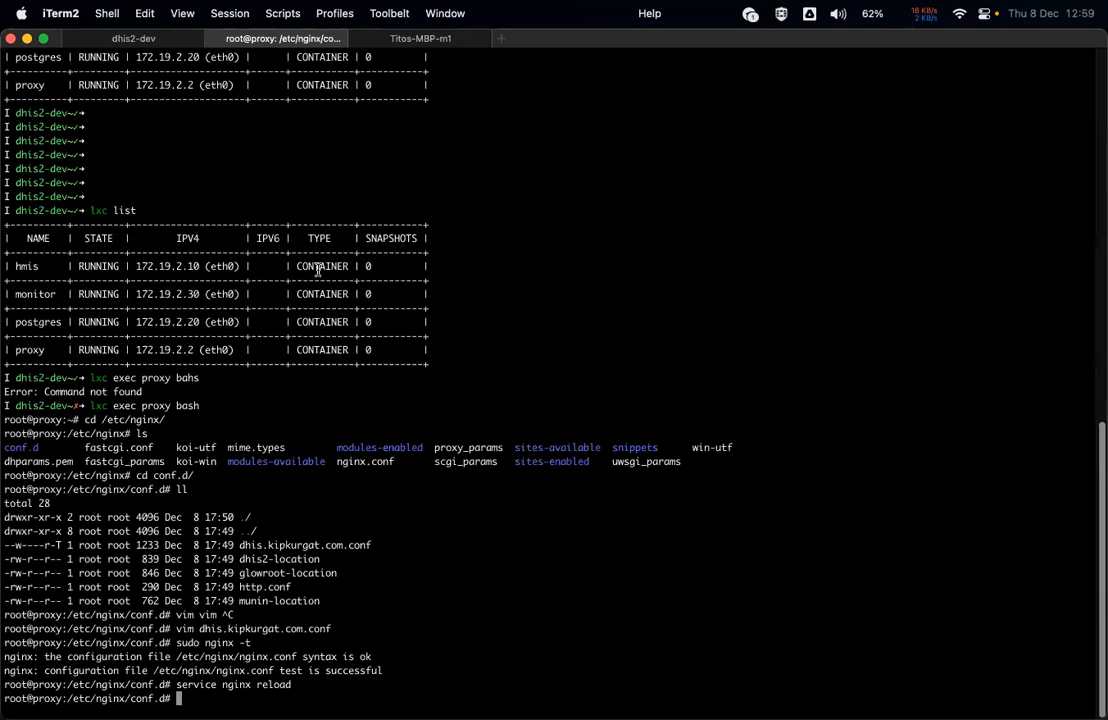 iTerm2 Shell Edit View Session Scripts Profiles Toolbelt Window Help 62% 16 KB/s 2 KB/s Thu 8 Dec 12:59
dhis2-dev root@proxy: /etc/nginx/co... Titos-MBP-m1
| postgres | RUNNING | 172.19.2.20 (eth0) | | CONTAINER | 0 |
+----------+---------+--------------------+------+-----------+-----------+
| proxy | RUNNING | 172.19.2.2 (eth0) | | CONTAINER | 0 |
+----------+---------+--------------------+------+-----------+-----------+
I dhis2-dev~✓➜
I dhis2-dev~✓➜
I dhis2-dev~✓➜
I dhis2-dev~✓➜
I dhis2-dev~✓➜
I dhis2-dev~✓➜
I dhis2-dev~✓➜
I dhis2-dev~✓➜ lxc list
+----------+---------+--------------------+------+-----------+-----------+
| NAME | STATE | IPV4 | IPV6 | TYPE | SNAPSHOTS |
+----------+---------+--------------------+------+-----------+-----------+
| hmis | RUNNING | 172.19.2.10 (eth0) | | CONTAINER | 0 |
+----------+---------+--------------------+------+-----------+-----------+
| monitor | RUNNING | 172.19.2.30 (eth0) | | CONTAINER | 0 |
+----------+---------+--------------------+------+-----------+-----------+
| postgres | RUNNING | 172.19.2.20 (eth0) | | CONTAINER | 0 |
+----------+---------+--------------------+------+-----------+-----------+
| proxy | RUNNING | 172.19.2.2 (eth0) | | CONTAINER | 0 |
+----------+---------+--------------------+------+-----------+-----------+
I dhis2-dev~✓➜ lxc exec proxy bahs
Error: Command not found
I dhis2-dev~✗➜ lxc exec proxy bash
root@proxy:~# cd /etc/nginx/
root@proxy:/etc/nginx# ls
conf.d fastcgi.conf koi-utf mime.types modules-enabled proxy_params sites-available snippets win-utf
dhparams.pem fastcgi_params koi-win modules-available nginx.conf scgi_params sites-enabled uwsgi_params
root@proxy:/etc/nginx# cd conf.d/
root@proxy:/etc/nginx/conf.d# ll
total 28
drwxr-xr-x 2 root root 4096 Dec 8 17:50 ./
drwxr-xr-x 8 root root 4096 Dec 8 17:49 ../
--w----r-T 1 root root 1233 Dec 8 17:49 dhis.kipkurgat.com.conf
-rw-r--r-- 1 root root 839 Dec 8 17:49 dhis2-location
-rw-r--r-- 1 root root 846 Dec 8 17:49 glowroot-location
-rw-r--r-- 1 root root 290 Dec 8 17:49 http.conf
-rw-r--r-- 1 root root 762 Dec 8 17:49 munin-location
root@proxy:/etc/nginx/conf.d# vim vim ^C
root@proxy:/etc/nginx/conf.d# vim dhis.kipkurgat.com.conf
root@proxy:/etc/nginx/conf.d# sudo nginx -t
nginx: the configuration file /etc/nginx/nginx.conf syntax is ok
nginx: configuration file /etc/nginx/nginx.conf test is successful
root@proxy:/etc/nginx/conf.d# service nginx reload
root@proxy:/etc/nginx/conf.d#